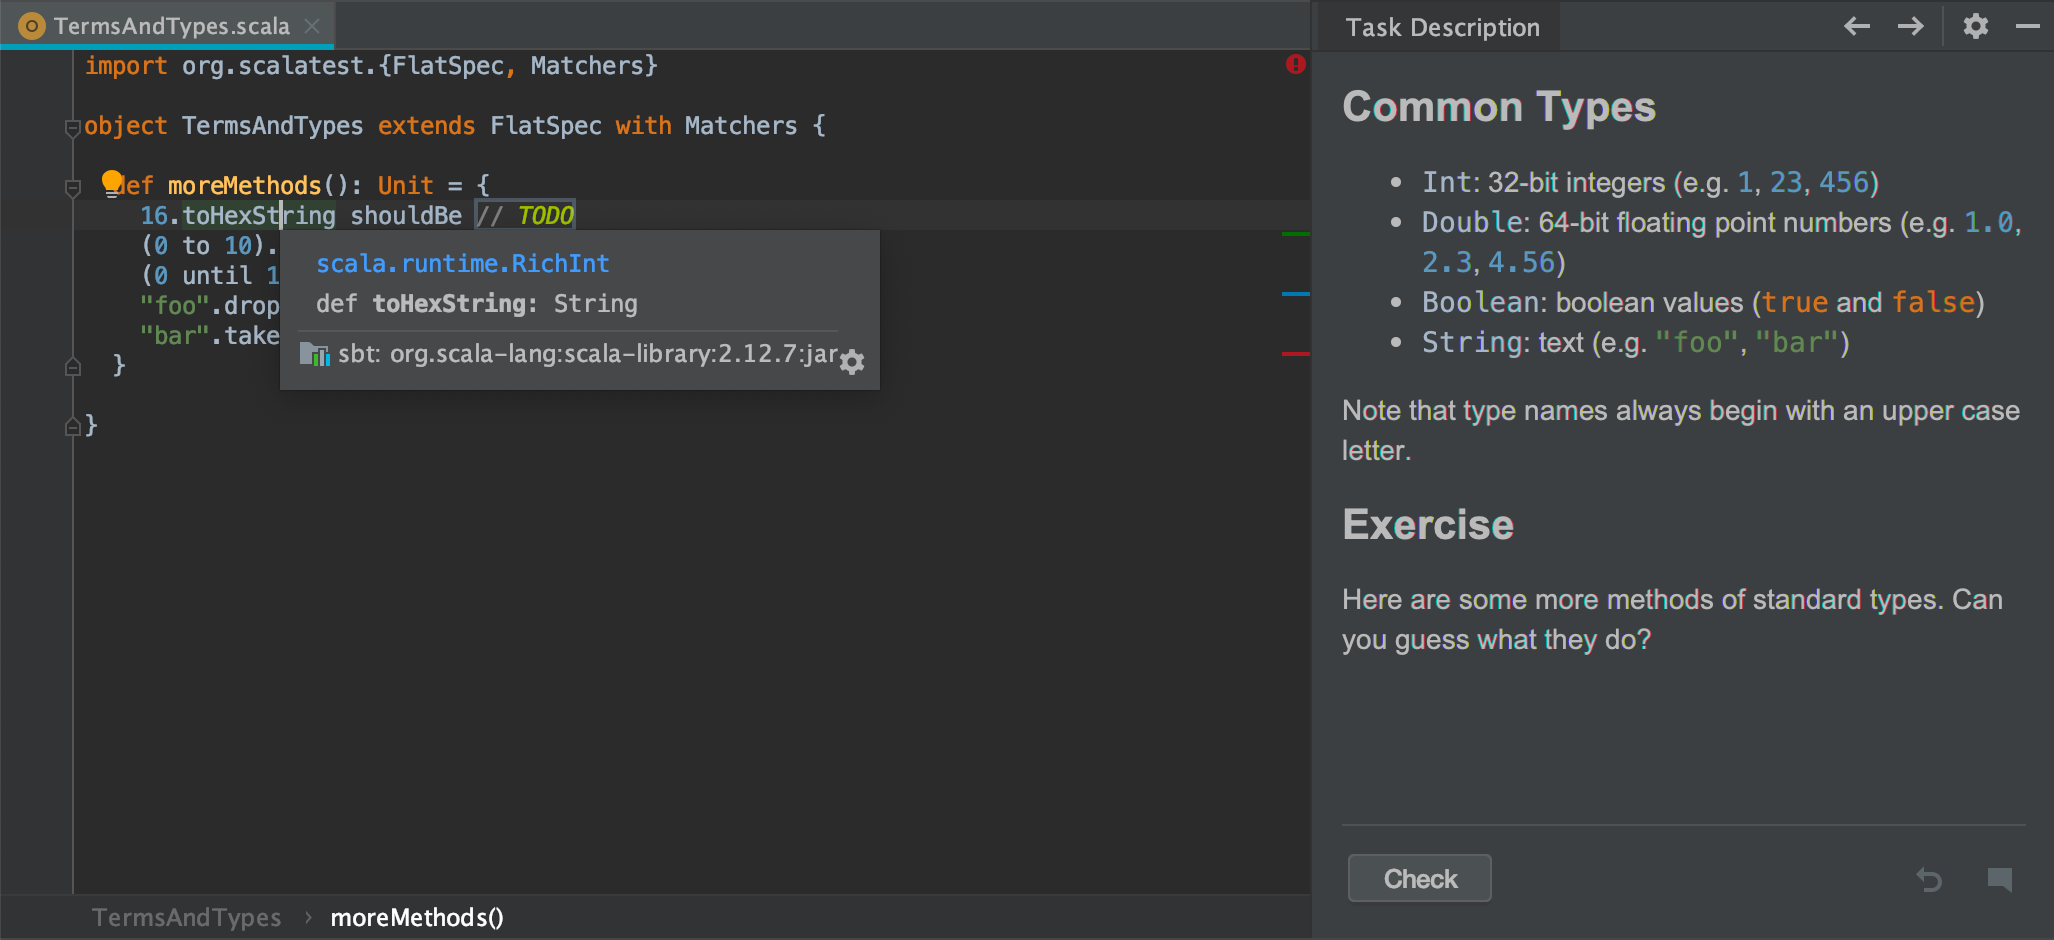 TermsAndTypes.scala
import org.scalatest.{FlatSpec, Matchers}
object TermsAndTypes extends FlatSpec with Matchers {
def moreMethods(): Unit = {
16.toHexString shouldBe // TODO
(0 to 10).
(0 until 1
"foo".drop
"bar".take
}
}
scala.runtime.RichInt
def toHexString: String
sbt: org.scala-lang:scala-library:2.12.7:jar
TermsAndTypes › moreMethods()
Task Description
Common Types
• Int: 32-bit integers (e.g. 1, 23, 456)
• Double: 64-bit floating point numbers (e.g. 1.0,
2.3, 4.56)
• Boolean: boolean values (true and false)
• String: text (e.g. "foo", "bar")
Note that type names always begin with an upper case
letter.
Exercise
Here are some more methods of standard types. Can
you guess what they do?
Check